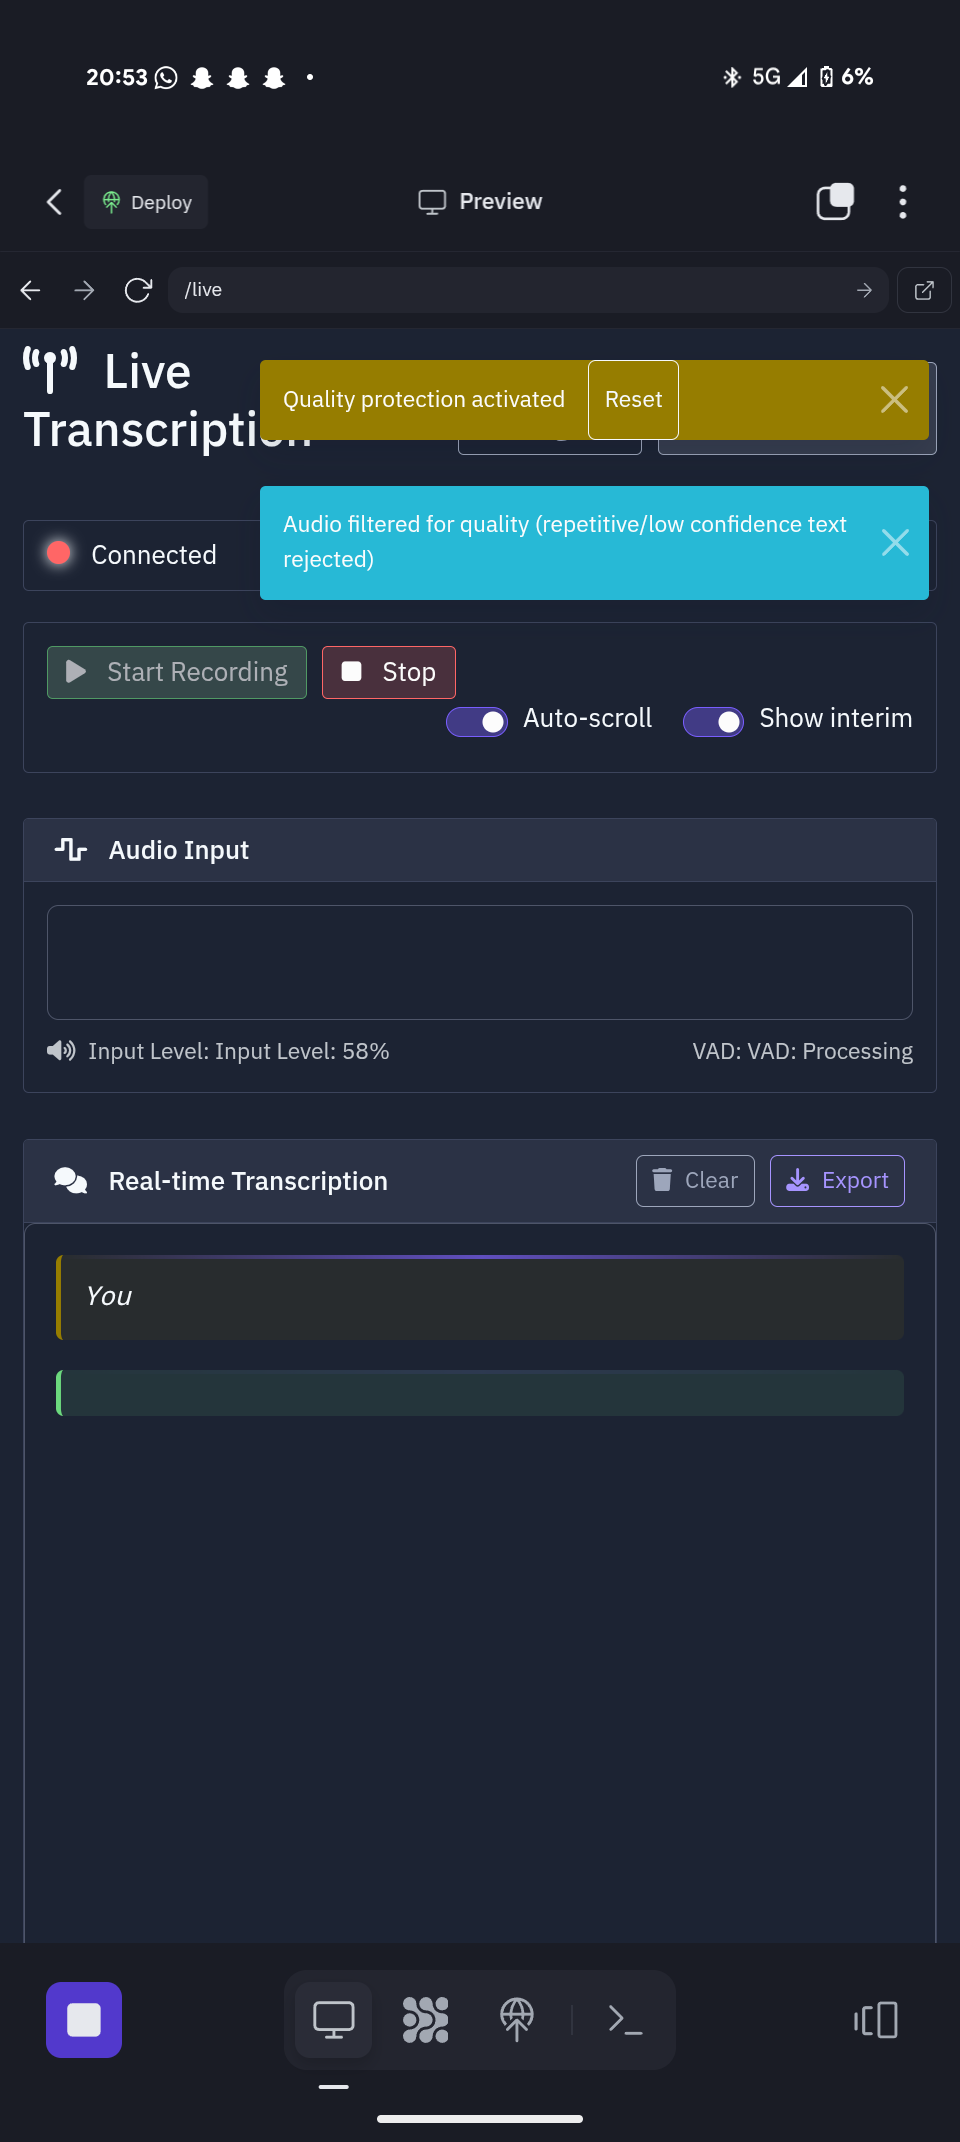 20:53
5G 6%
Deploy
Preview
/live
Live
Transcription
Quality protection activated
Reset
Audio filtered for quality (repetitive/low confidence text
rejected)
Connected
Start Recording
Stop
Auto-scroll
Show interim
Audio Input
Input Level: Input Level: 58%
VAD: VAD: Processing
Real-time Transcription
Clear
Export
You